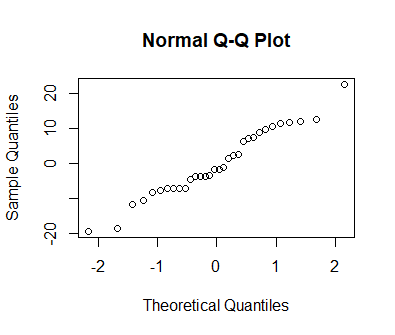 Normal Q-Q Plot
Sample Quantiles
20
10
0
-20
-2 -1 0 1 2
Theoretical Quantiles